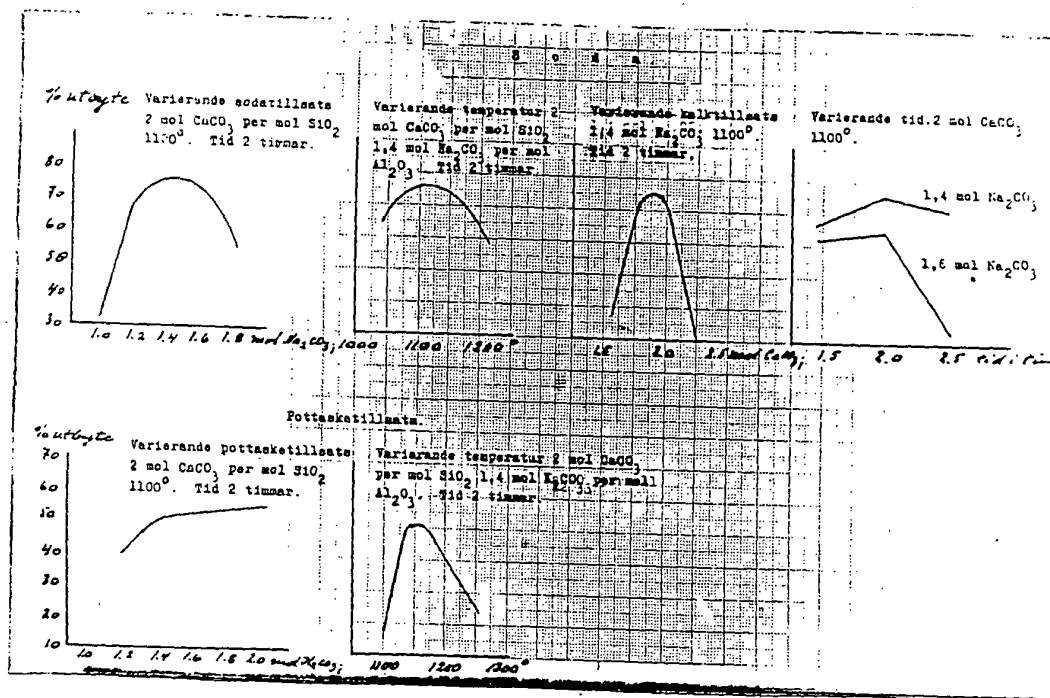 S o d a
% utbyte
Varierande sodatillsats
2 mol CaCO3 per mol SiO2
1100°. Tid 2 timmar.
80
70
60
50
40
30
1.0 1.2 1.4 1.6 1.8 mol Na2CO3;
Varierande temperatur 2
mol CaCO3 per mol SiO2
1,4 mol Na2CO3 per mol
Al2O3. Tid 2 timmar.
1000 1100 1200°
Varierande kalktillsats
1,4 mol Na2CO3 1100°.
Tid 2 timmar.
1.5 2.0 2.5 mol CaCO3;
Varierande tid. 2 mol CaCO3
1100°.
1,4 mol Na2CO3
1,6 mol Na2CO3
1.5 2.0 2.5 tid i tim
Pottasketillsats.
% utbyte
Varierande pottasketillsats
2 mol CaCO3 per mol SiO2
1100°. Tid 2 timmar.
70
60
50
40
30
20
10
1.0 1.2 1.4 1.6 1.8 2.0 mol K2CO3;
Varierande temperatur 2 mol CaCO3
per mol SiO2 1,4 mol per moll
Al2O3. Tid 2 timmar.
1100 1200 1300°